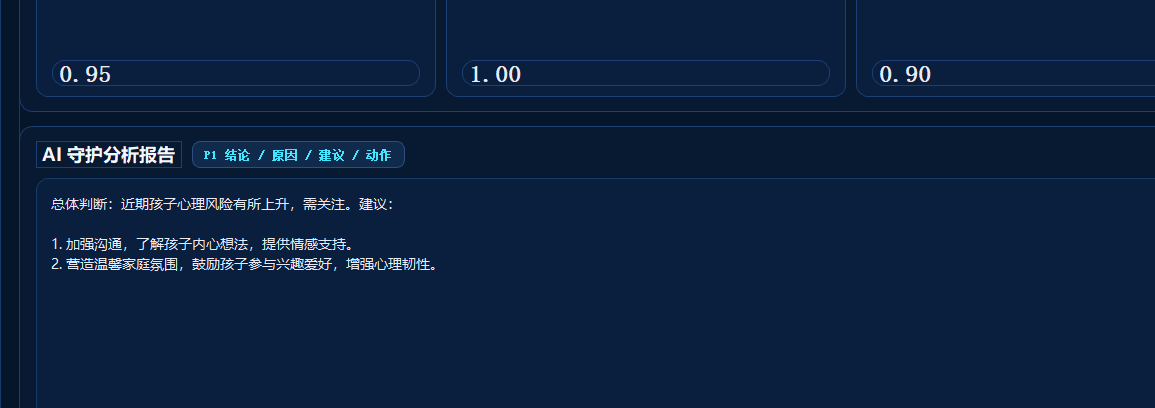 0.95
1.00
0.90
AI 守护分析报告
P1 结论 / 原因 / 建议 / 动作
总体判断：近期孩子心理风险有所上升，需关注。建议：
1. 加强沟通，了解孩子内心想法，提供情感支持。
2. 营造温馨家庭氛围，鼓励孩子参与兴趣爱好，增强心理韧性。